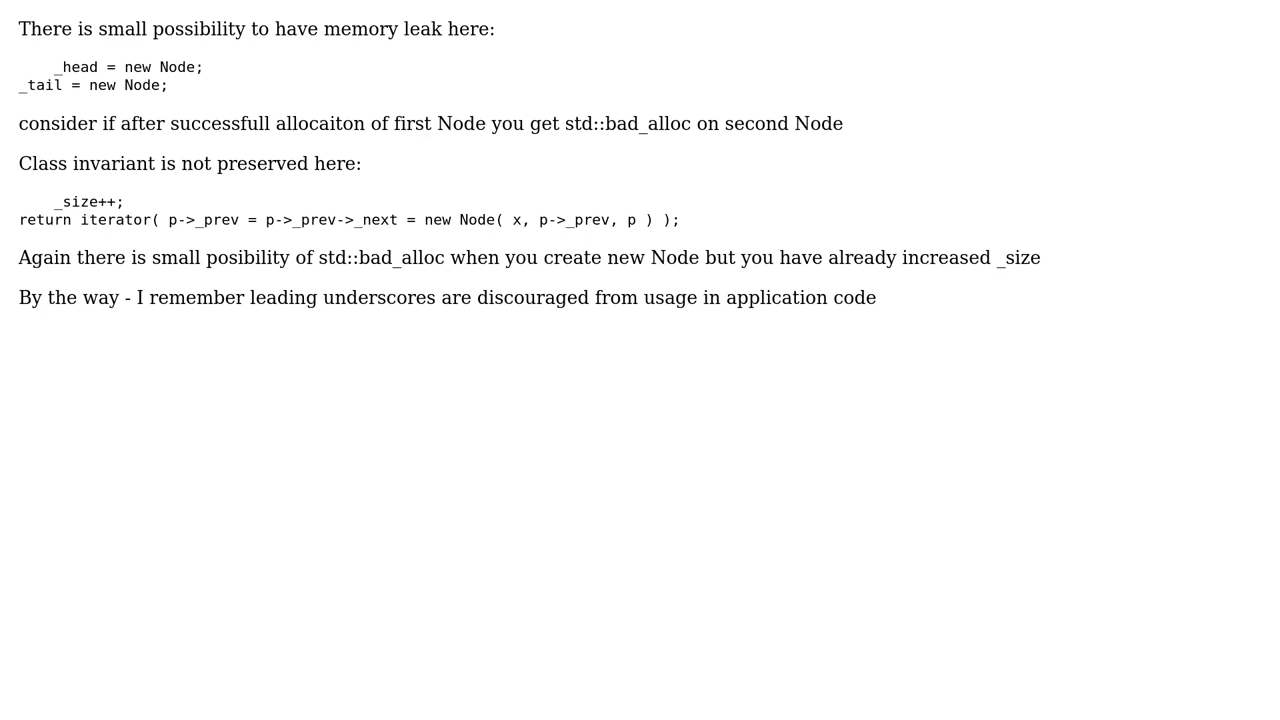 There is small possibility to have memory leak here:
    _head = new Node;
_tail = new Node;
consider if after successfull allocaiton of first Node you get std::bad_alloc on second Node
Class invariant is not preserved here:
    _size++;
return iterator( p->_prev = p->_prev->_next = new Node( x, p->_prev, p ) );
Again there is small posibility of std::bad_alloc when you create new Node but you have already increased _size
By the way - I remember leading underscores are discouraged from usage in application code